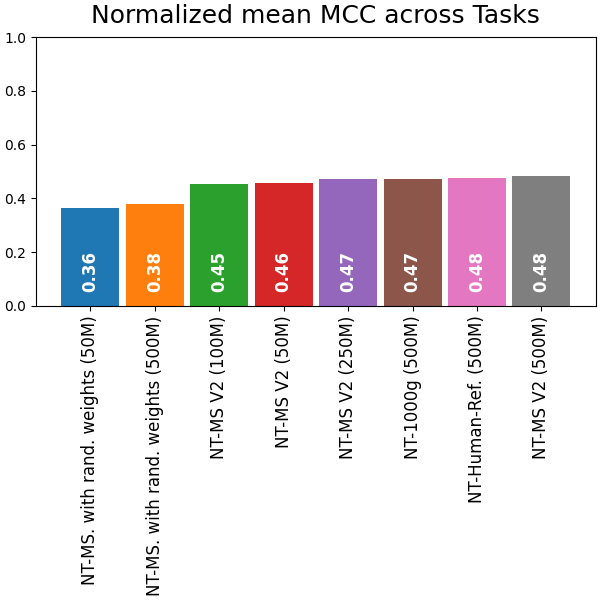 Normalized mean MCC across Tasks
1.0
0.8
0.6
0.4
0.2
0.0
0.36
0.38
0.45
0.46
0.47
0.47
0.48
0.48
NT-MS. with rand. weights (50M)
NT-MS. with rand. weights (500M)
NT-MS V2 (100M)
NT-MS V2 (50M)
NT-MS V2 (250M)
NT-1000g (500M)
NT-Human-Ref. (500M)
NT-MS V2 (500M)